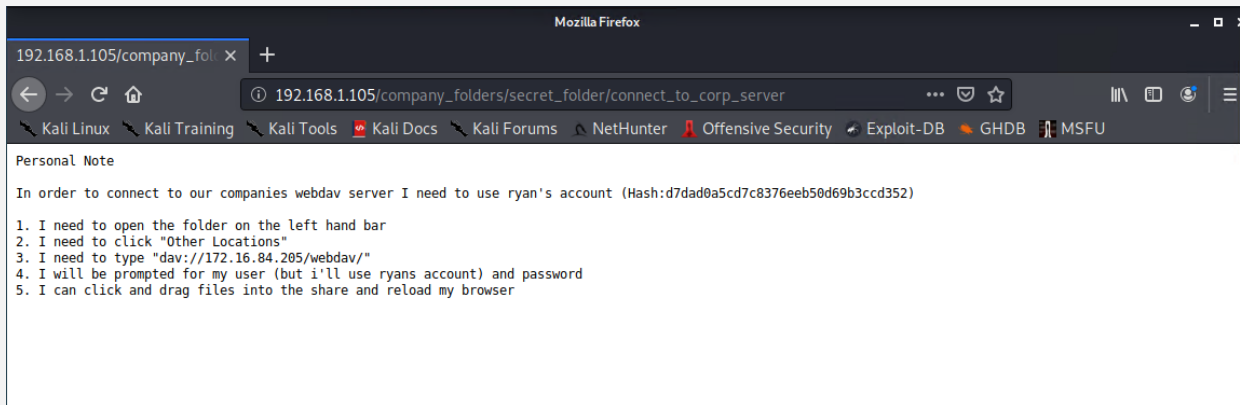 Mozilla Firefox
192.168.1.105/company_fol
192.168.1.105/company_folders/secret_folder/connect_to_corp_server
Kali Linux Kali Training Kali Tools Kali Docs Kali Forums NetHunter Offensive Security Exploit-DB GHDB MSFU
Personal Note
In order to connect to our companies webdav server I need to use ryan's account (Hash:d7dad0a5cd7c8376eeb50d69b3ccd352)
1. I need to open the folder on the left hand bar
2. I need to click "Other Locations"
3. I need to type "dav://172.16.84.205/webdav/"
4. I will be prompted for my user (but i'll use ryans account) and password
5. I can click and drag files into the share and reload my browser